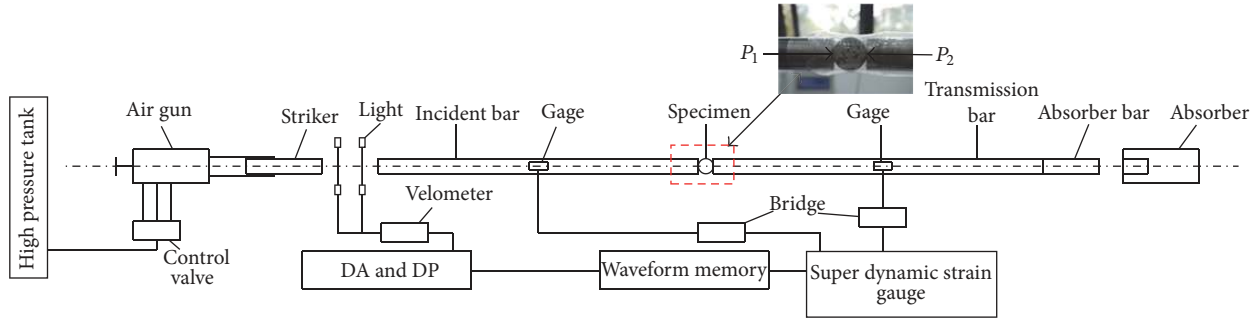 P1
P2
High pressure tank
Air gun
Striker
Light
Incident bar
Gage
Specimen
Gage
Transmission
bar
Absorber bar
Absorber
Velometer
Bridge
Control
valve
DA and DP
Waveform memory
Super dynamic strain
gauge